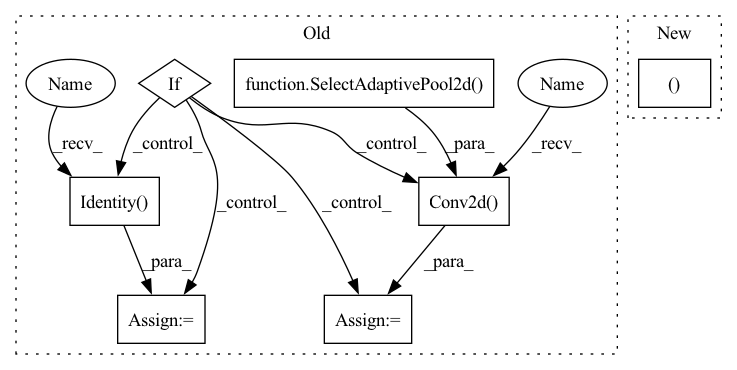 Old
New
Name
If
function.SelectAdaptivePool2d()
Name
()
_recv_
_control_
_control_
_para_
_recv_
Identity()
_control_
_control_
Conv2d()
_para_
_para_
Assign:=
Assign:=